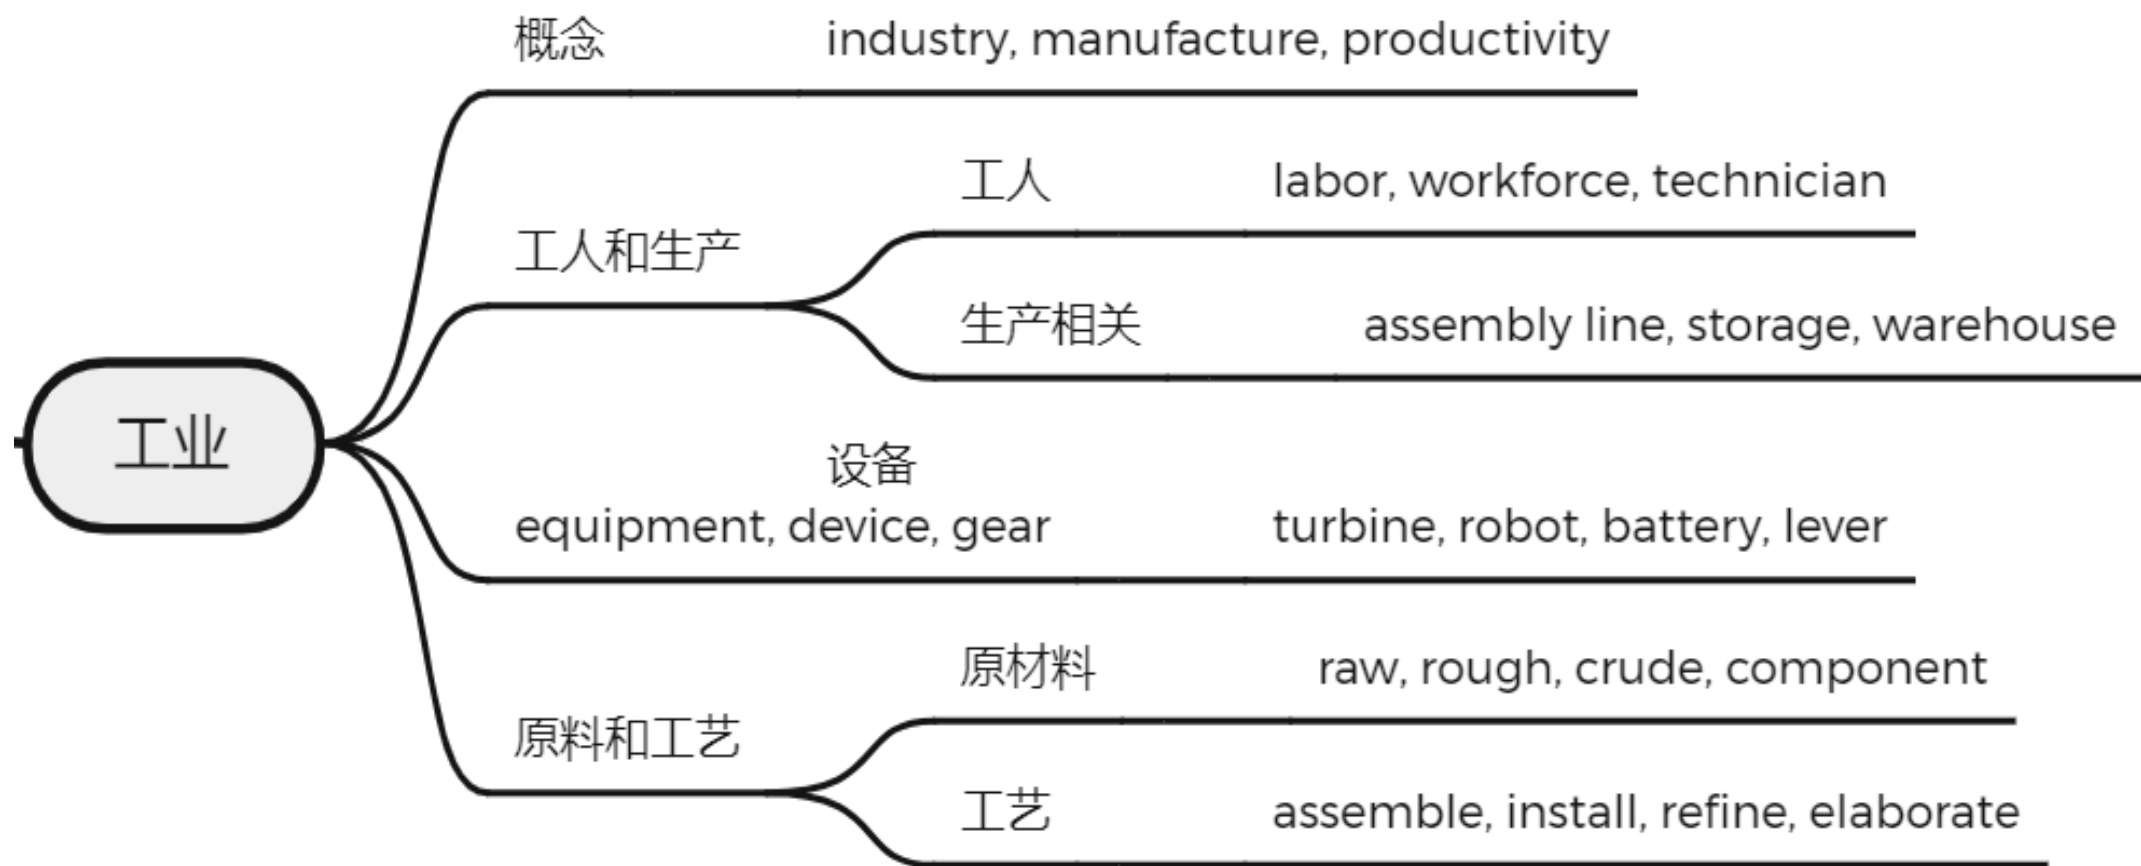 概念 industry, manufacture, productivity
工人 labor, workforce, technician
工人和生产
生产相关 assembly line, storage, warehouse
工业
设备
equipment, device, gear turbine, robot, battery, lever
原材料 raw, rough, crude, component
原料和工艺
工艺 assemble, install, refine, elaborate